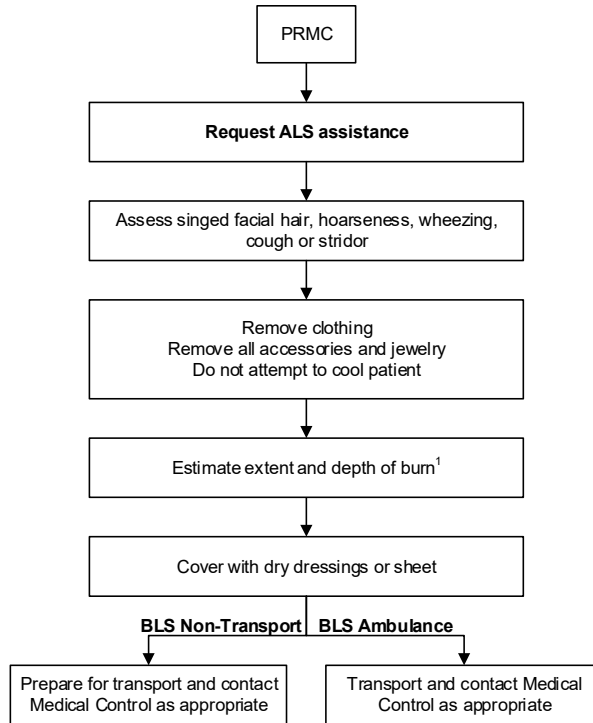 PRMC
Request ALS assistance
Assess singed facial hair, hoarseness, wheezing,
cough or stridor
Remove clothing
Remove all accessories and jewelry
Do not attempt to cool patient
Estimate extent and depth of burn¹
Cover with dry dressings or sheet
BLS Non-Transport
BLS Ambulance
Prepare for transport and contact
Medical Control as appropriate
Transport and contact Medical
Control as appropriate